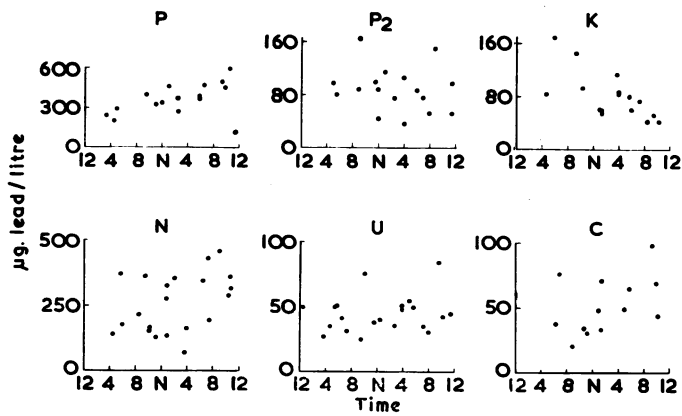 P P2 K
600 160 160
300 80 80
0 0 0
12 4 8 N 4 8 12 12 4 8 N 4 8 12 12 4 8 N 4 8 12
µg. lead/litre
N U C
500 100 100
250 50 50
0 0 0
12 4 8 N 4 8 12 12 4 8 N 4 8 12 12 4 8 N 4 8 12
Time